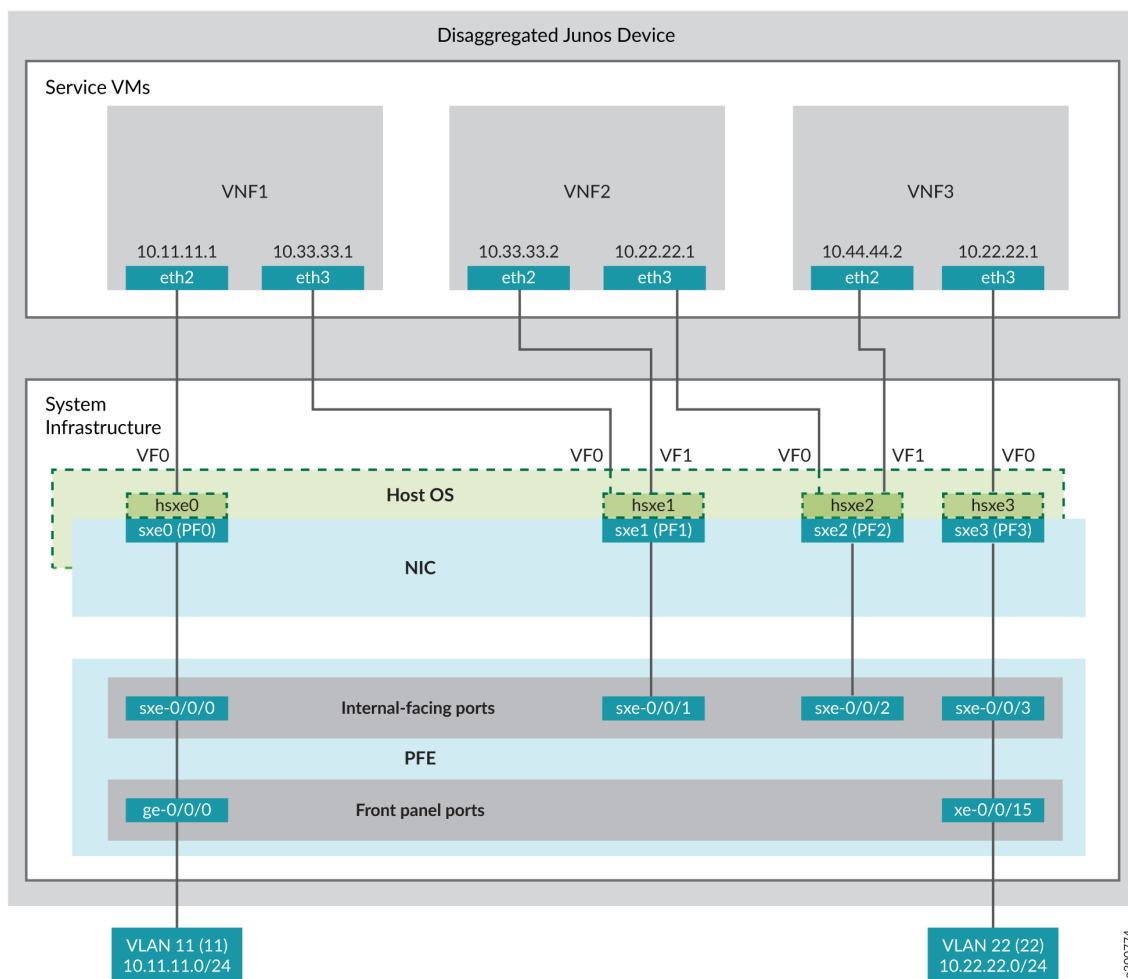 Disaggregated Junos Device
Service VMs
VNF1
VNF2
VNF3
10.11.11.1
10.33.33.1
10.33.33.2
10.22.22.1
10.44.44.2
10.22.22.1
eth2
eth3
eth2
eth3
eth2
eth3
System
Infrastructure
VF0
VF0
VF1
VF0
VF1
VF0
Host OS
hsxe0
hsxe1
hsxe2
hsxe3
sxe0 (PF0)
sxe1 (PF1)
sxe2 (PF2)
sxe3 (PF3)
NIC
sxe-0/0/0
Internal-facing ports
sxe-0/0/1
sxe-0/0/2
sxe-0/0/3
PFE
ge-0/0/0
Front panel ports
xe-0/0/15
VLAN 11 (11)
10.11.11.0/24
VLAN 22 (22)
10.22.22.0/24